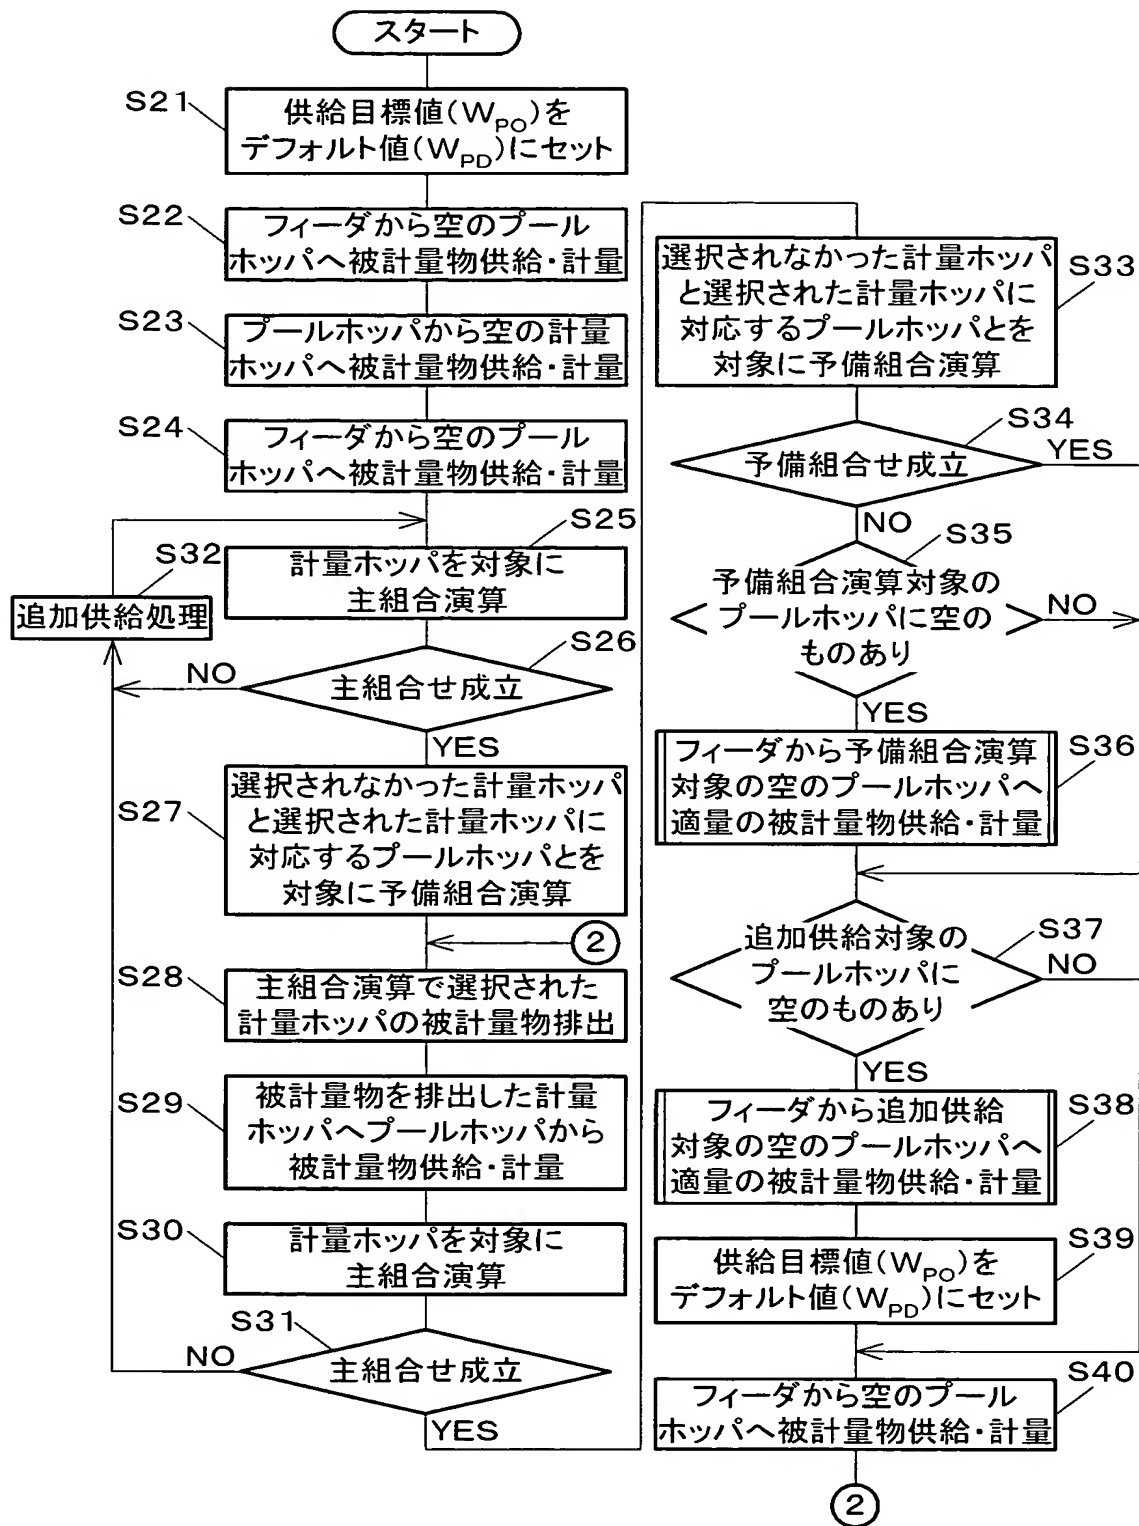 スタート
S21
供給目標値(WPO)を
デフォルト値(WPD)にセット
S22
フィーダから空のプール
ホッパへ被計量物供給・計量
S23
プールホッパから空の計量
ホッパへ被計量物供給・計量
S24
フィーダから空のプール
ホッパへ被計量物供給・計量
S25
計量ホッパを対象に
主組合演算
S32
追加供給処理
S26
主組合せ成立
NO
YES
S27
選択されなかった計量ホッパ
と選択された計量ホッパに
対応するプールホッパとを
対象に予備組合演算
2
S28
主組合演算で選択された
計量ホッパの被計量物排出
S29
被計量物を排出した計量
ホッパへプールホッパから
被計量物供給・計量
S30
計量ホッパを対象に
主組合演算
S31
主組合せ成立
NO
YES
S33
選択されなかった計量ホッパ
と選択された計量ホッパに
対応するプールホッパとを
対象に予備組合演算
S34
予備組合せ成立
YES
NO
S35
予備組合演算対象の
プールホッパに空の
ものあり
NO
YES
S36
フィーダから予備組合演算
対象の空のプールホッパへ
適量の被計量物供給・計量
S37
追加供給対象の
プールホッパに
空のものあり
NO
YES
S38
フィーダから追加供給
対象の空のプールホッパへ
適量の被計量物供給・計量
S39
供給目標値(WPO)を
デフォルト値(WPD)にセット
S40
フィーダから空のプール
ホッパへ被計量物供給・計量
2